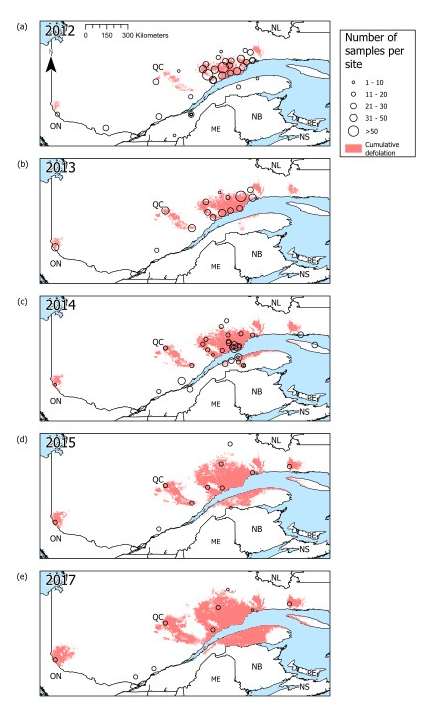 (a)
2012
0 100 200 300 Kilometers
NL
QC
ON
ME
NB
PE
NS
Number of
samples per
site
1 - 10
11 - 20
21 - 30
31 - 50
>50
Cumulative
defoliation
(b)
2013
NL
QC
ON
ME
NB
PE
NS
(c)
2014
NL
QC
ON
ME
NB
PE
NS
(d)
2015
NL
QC
ON
ME
NB
PE
NS
(e)
2017
NL
QC
ON
ME
NB
PE
NS